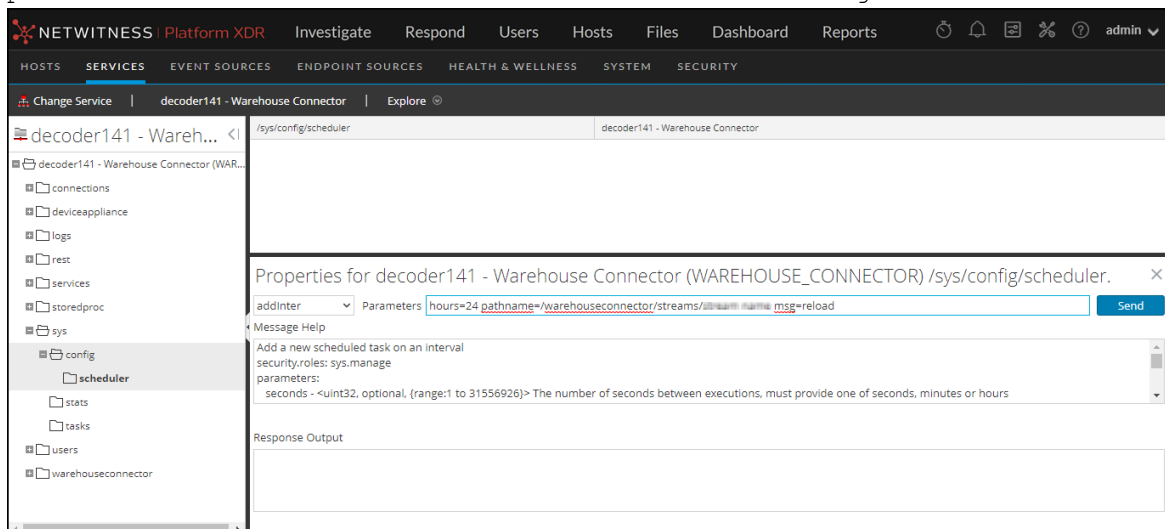 NETWITNESS Platform XDR Investigate Respond Users Hosts Files Dashboard Reports admin
HOSTS SERVICES EVENT SOURCES ENDPOINT SOURCES HEALTH & WELLNESS SYSTEM SECURITY
Change Service | decoder141 - Warehouse Connector | Explore
decoder141 - Wareh...
/sys/config/scheduler decoder141 - Warehouse Connector
decoder141 - Warehouse Connector (WAR...
connections
deviceappliance
logs
rest
services
storedproc
sys
config
scheduler
stats
tasks
users
warehouseconnector
Properties for decoder141 - Warehouse Connector (WAREHOUSE_CONNECTOR) /sys/config/scheduler.
addInter Parameters hours=24 pathname=/warehouseconnector/streams/ msg=reload Send
Message Help
Add a new scheduled task on an interval
security.roles: sys.manage
parameters:
seconds - <uint32, optional, {range:1 to 31556926}> The number of seconds between executions, must provide one of seconds, minutes or hours
Response Output